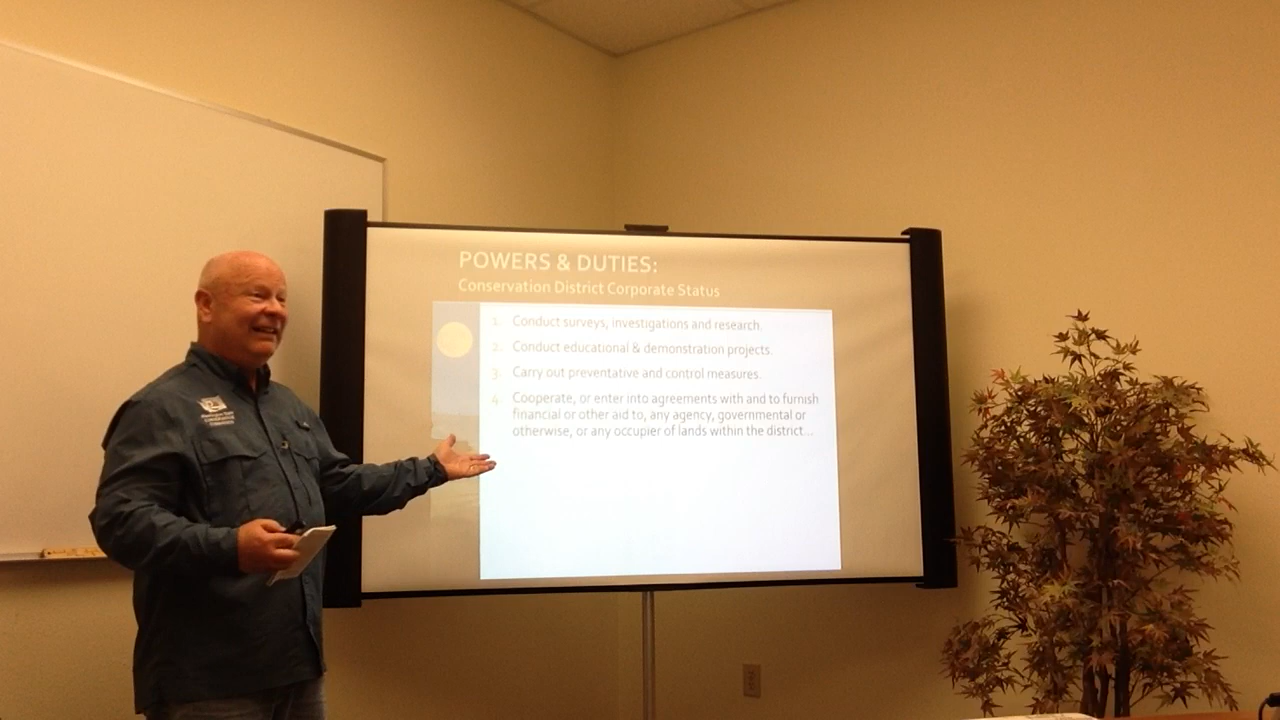 POWERS & DUTIES:
Conservation District Corporate Status
1. Conduct surveys, investigations and research.
2. Conduct educational & demonstration projects.
3. Carry out preventative and control measures.
4. Cooperate, or enter into agreements with and to furnish
financial or other aid to, any agency, governmental or
otherwise, or any occupier of lands within the district...
Washington State